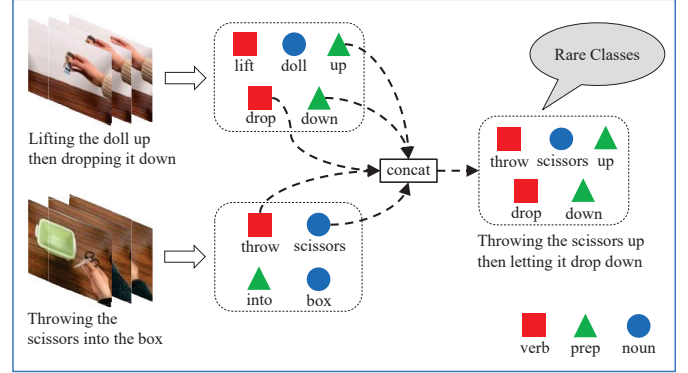 Rare Classes
lift doll up
drop down
Lifting the doll up
then dropping it down
concat
throw scissors up
drop down
Throwing the scissors up
then letting it drop down
throw scissors
into box
Throwing the
scissors into the box
verb prep noun